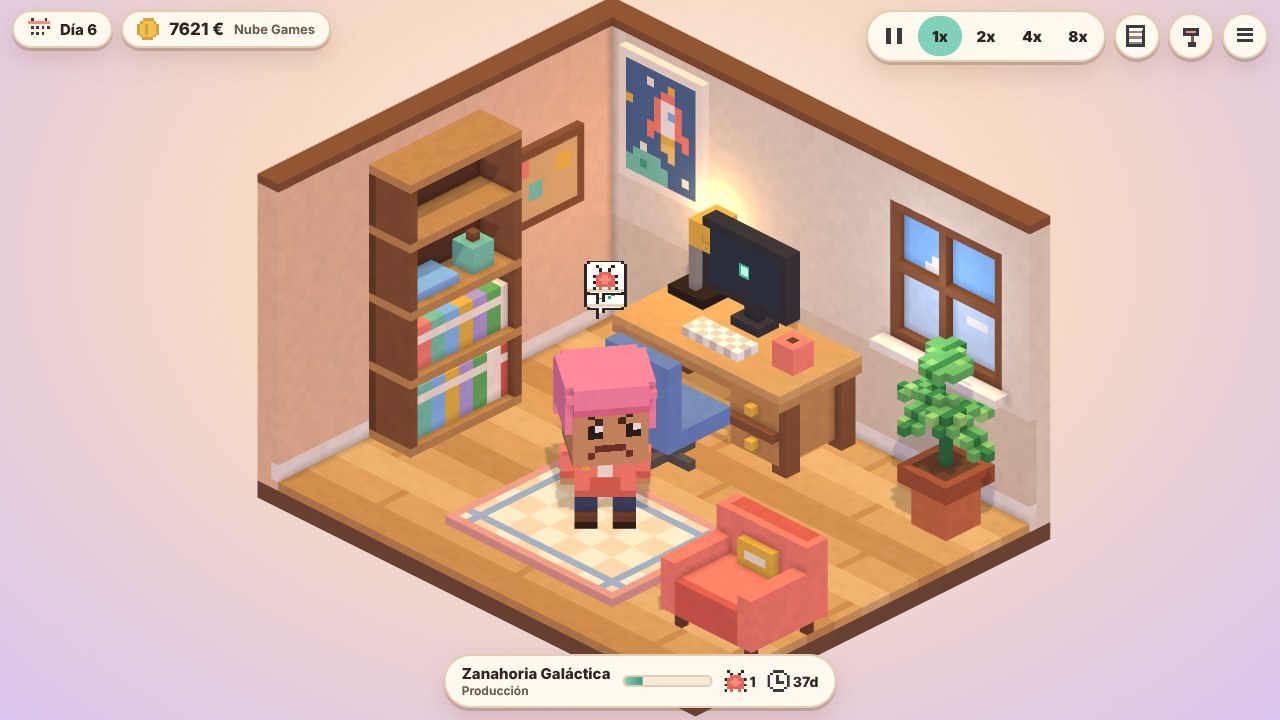 Día 6
7621 € Nube Games
1x 2x 4x 8x
Zanahoria Galáctica
Producción
1
37d